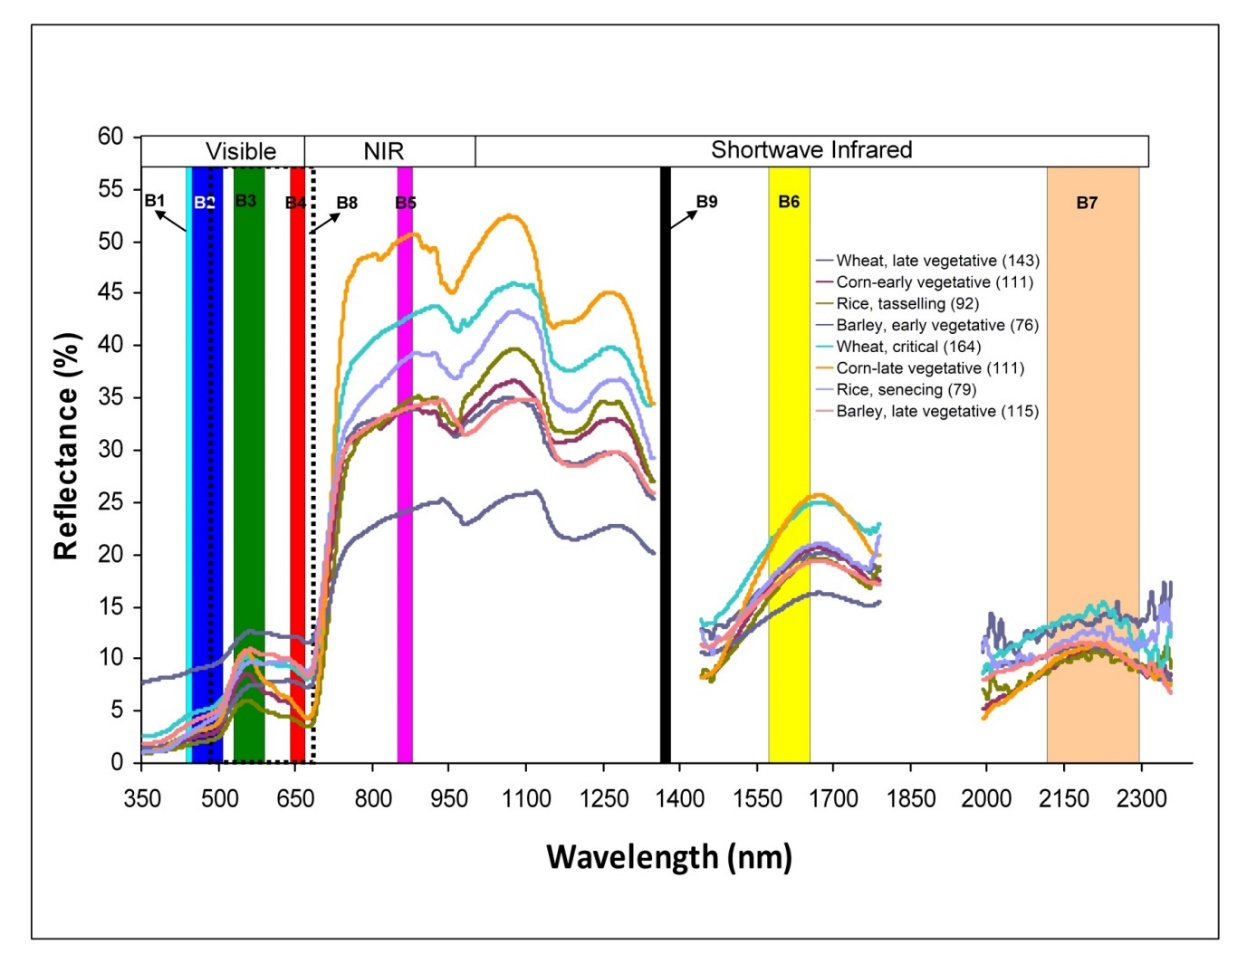 60
Visible NIR Shortwave Infrared
55
B1 B2 B3 B4 B8 B5 B9 B6 B7
50
Wheat, late vegetative (143)
Corn-early vegetative (111)
Rice, tasselling (92)
Barley, early vegetative (76)
Wheat, critical (164)
Corn-late vegetative (111)
Rice, senecing (79)
Barley, late vegetative (115)
45
40
35
30
25
20
15
10
5
0
Reflectance (%)
350 500 650 800 950 1100 1250 1400 1550 1700 1850 2000 2150 2300
Wavelength (nm)